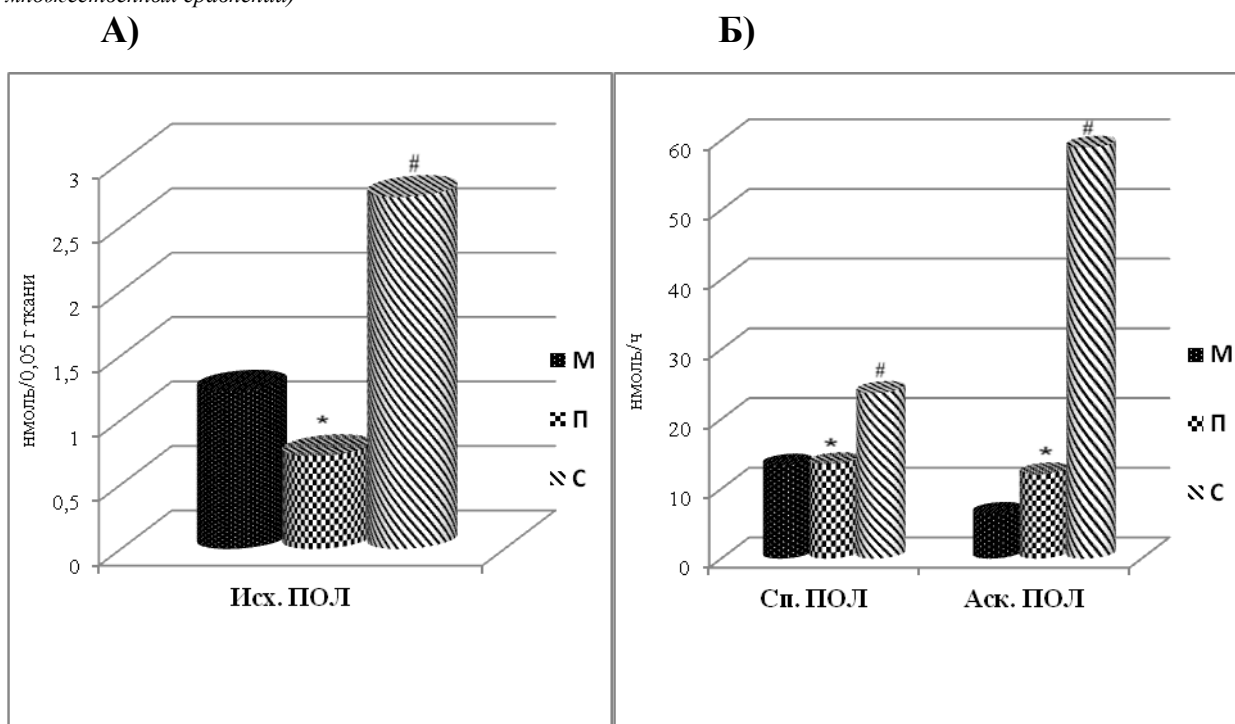 множественных сравнений)
А)
Б)
#
3
2,5
2
1,5
1
0,5
0
нмоль/0,05 г ткани
*
М
П
С
Исх. ПОЛ
#
60
50
40
30
20
10
0
нмоль/ч
#
*
*
М
П
С
Сп. ПОЛ
Аск. ПОЛ